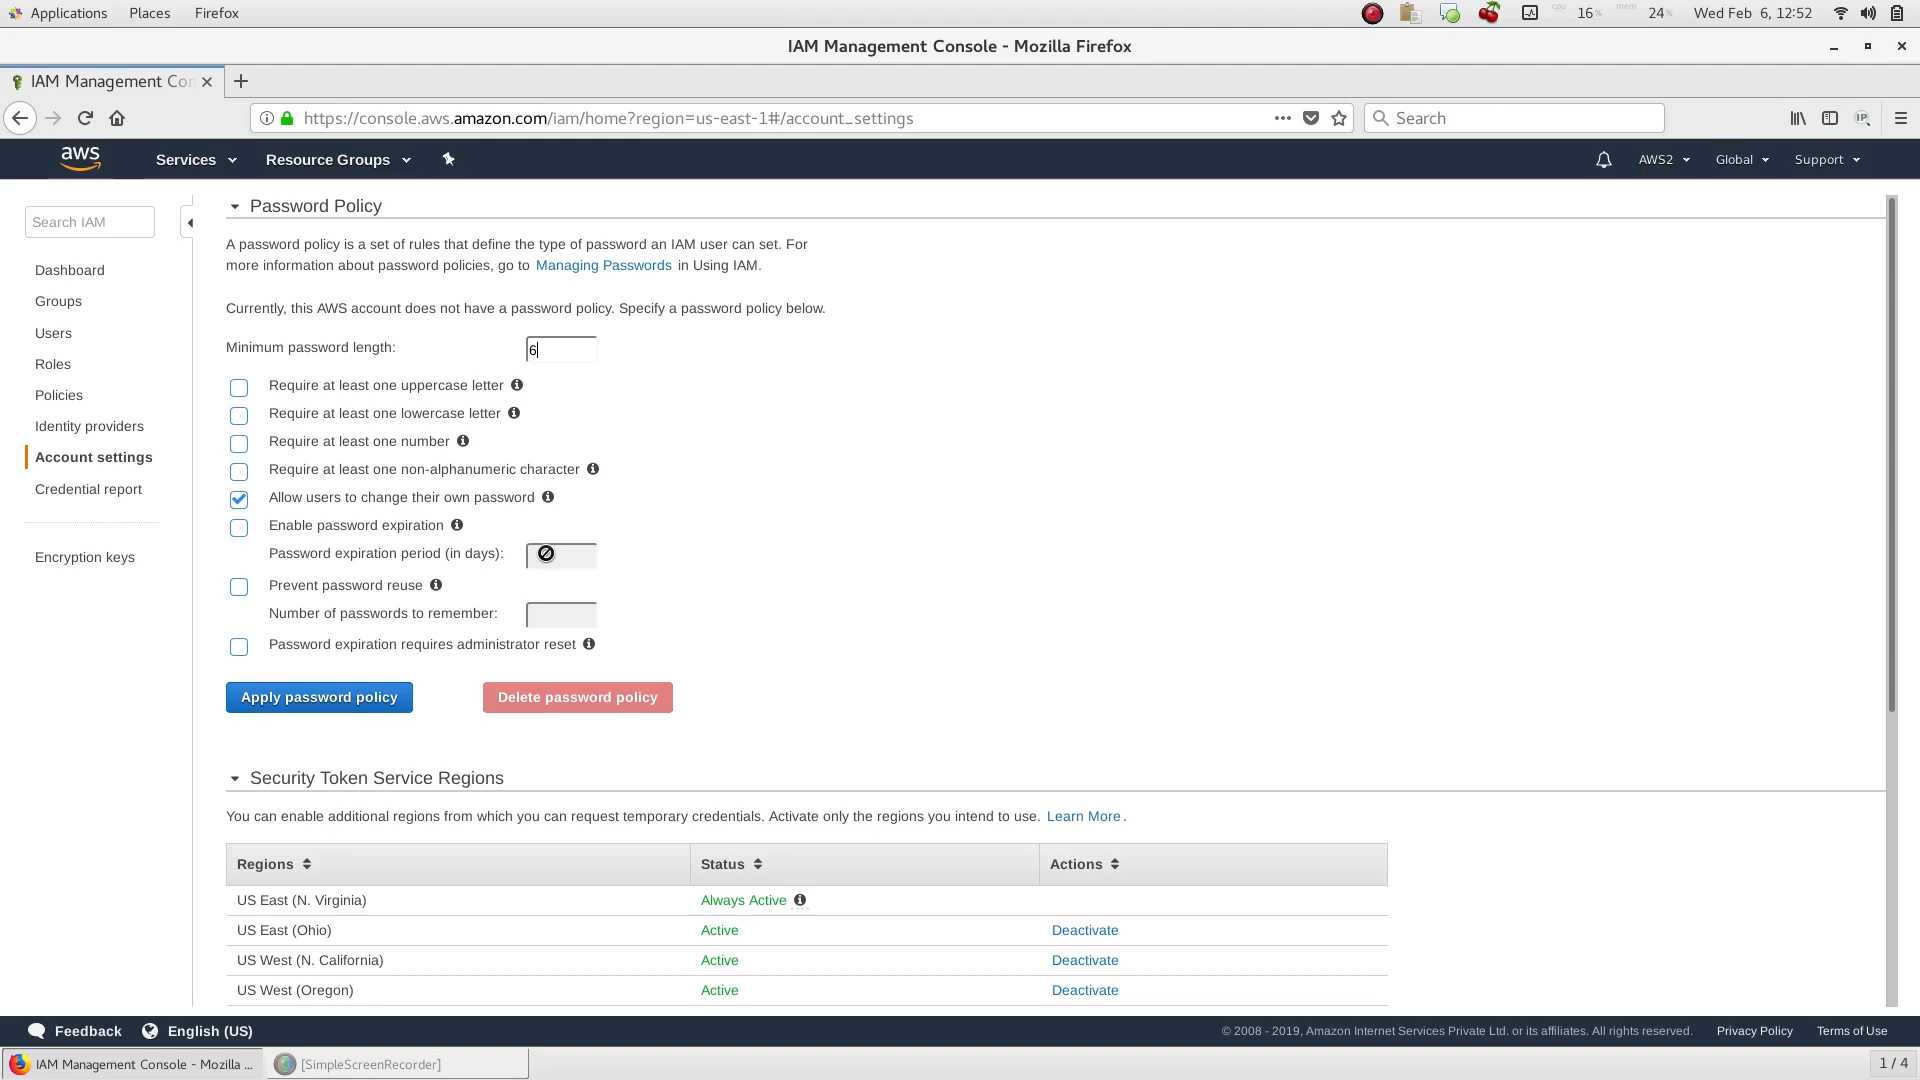 Applications Places Firefox
cpu 16% mem 24% Wed Feb 6, 12:52
IAM Management Console - Mozilla Firefox
IAM Management Con
https://console.aws.amazon.com/iam/home?region=us-east-1#/account_settings
Search
IP
aws Services Resource Groups AWS2 Global Support
Search IAM
Dashboard
Groups
Users
Roles
Policies
Identity providers
Account settings
Credential report
Encryption keys
Password Policy
A password policy is a set of rules that define the type of password an IAM user can set. For
more information about password policies, go to Managing Passwords in Using IAM.
Currently, this AWS account does not have a password policy. Specify a password policy below.
Minimum password length: 6
Require at least one uppercase letter
Require at least one lowercase letter
Require at least one number
Require at least one non-alphanumeric character
Allow users to change their own password
Enable password expiration
Password expiration period (in days):
Prevent password reuse
Number of passwords to remember:
Password expiration requires administrator reset
Apply password policy Delete password policy
Security Token Service Regions
You can enable additional regions from which you can request temporary credentials. Activate only the regions you intend to use. Learn More .
Regions Status Actions
US East (N. Virginia) Always Active
US East (Ohio) Active Deactivate
US West (N. California) Active Deactivate
US West (Oregon) Active Deactivate
Feedback English (US) © 2008 - 2019, Amazon Internet Services Private Ltd. or its affiliates. All rights reserved. Privacy Policy Terms of Use
IAM Management Console - Mozilla ... [SimpleScreenRecorder] 1 / 4